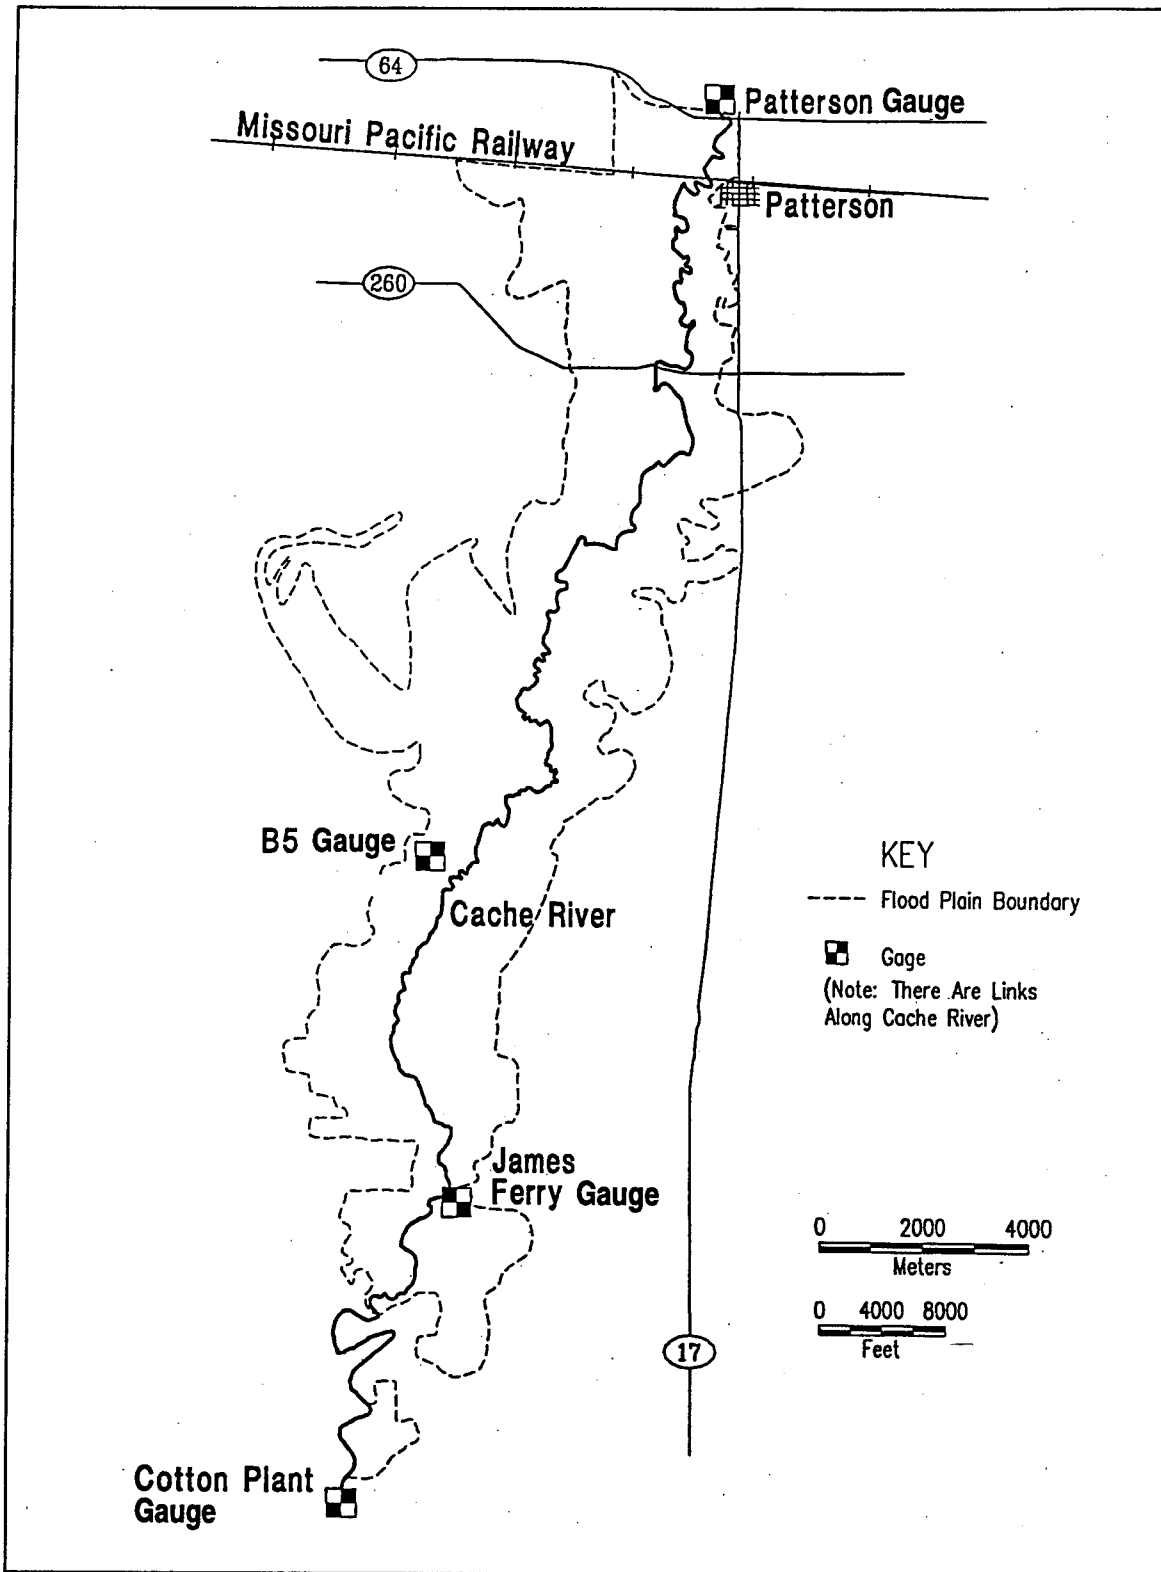 64
Patterson Gauge
Missouri Pacific Railway
Patterson
260
B5 Gauge
Cache River
KEY
Flood Plain Boundary
Gage
(Note: There Are Links
Along Cache River)
James
Ferry Gauge
0 2000 4000
Meters
0 4000 8000
Feet
17
Cotton Plant
Gauge